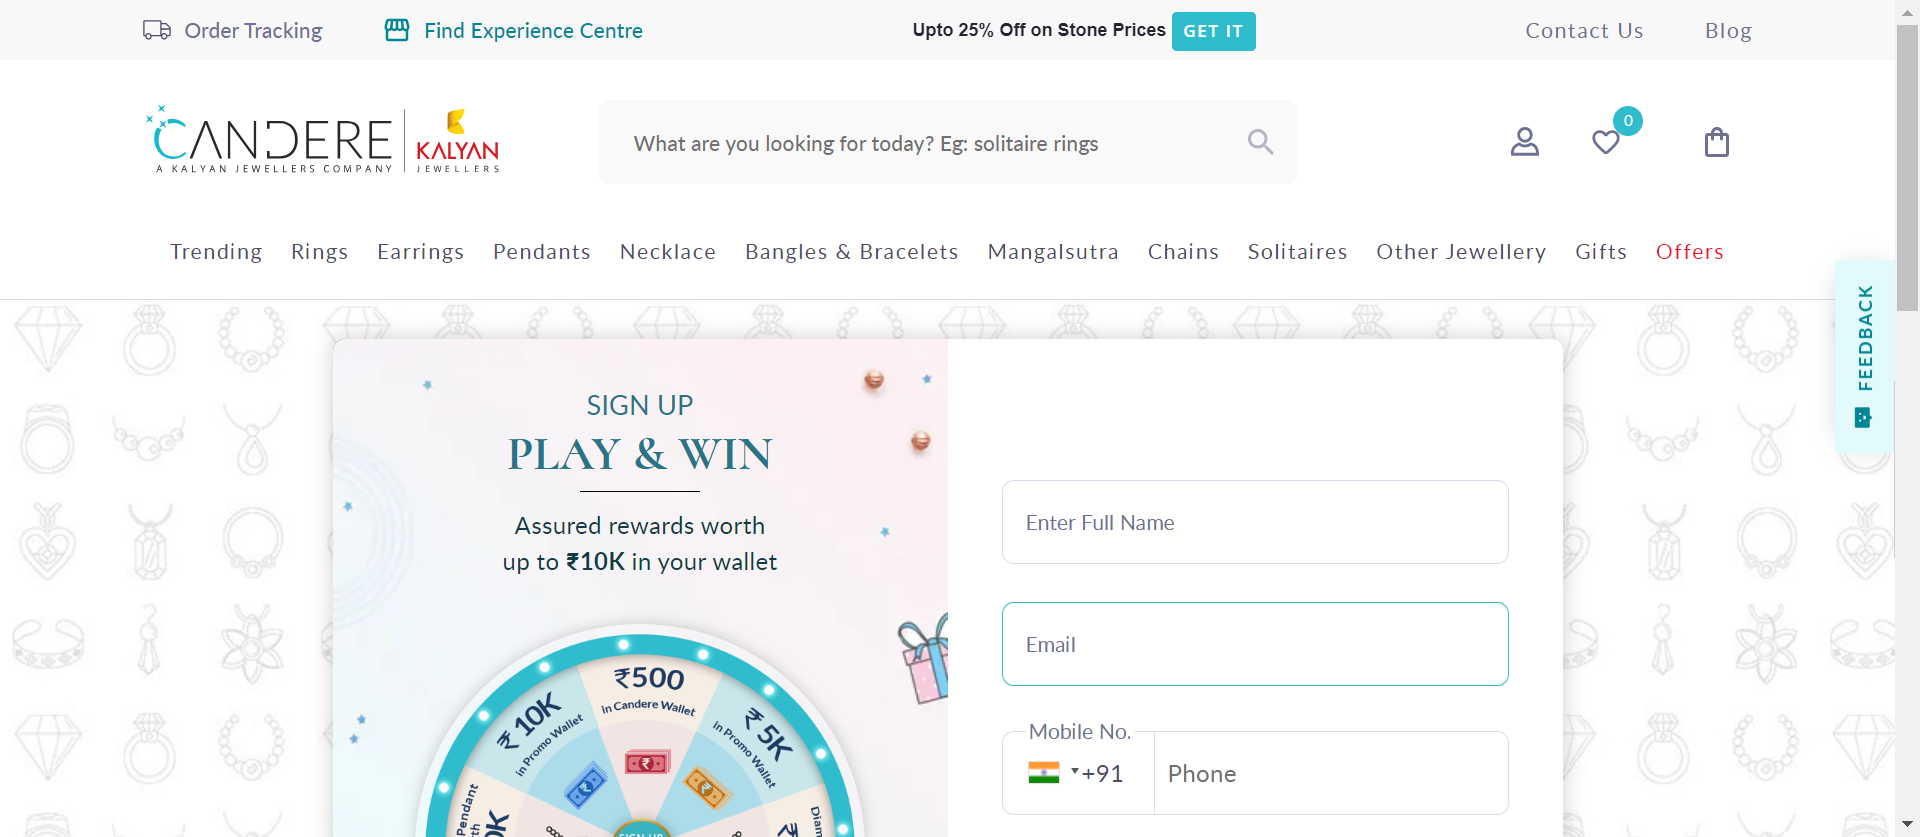 Order Tracking
Find Experience Centre
Upto 25% Off on Stone Prices GET IT
Contact Us
Blog
CANDERE
A KALYAN JEWELLERS COMPANY
KALYAN
JEWELLERS
What are you looking for today? Eg: solitaire rings
0
Trending Rings Earrings Pendants Necklace Bangles & Bracelets Mangalsutra Chains Solitaires Other Jewellery Gifts Offers
FEEDBACK
SIGN UP
PLAY & WIN
Assured rewards worth
up to ₹10K in your wallet
₹500
in Candere Wallet
₹ 10K
in Promo Wallet
₹ 5K
in Promo Wallet
Pendant
Enter Full Name
Email
Mobile No.
+91
Phone